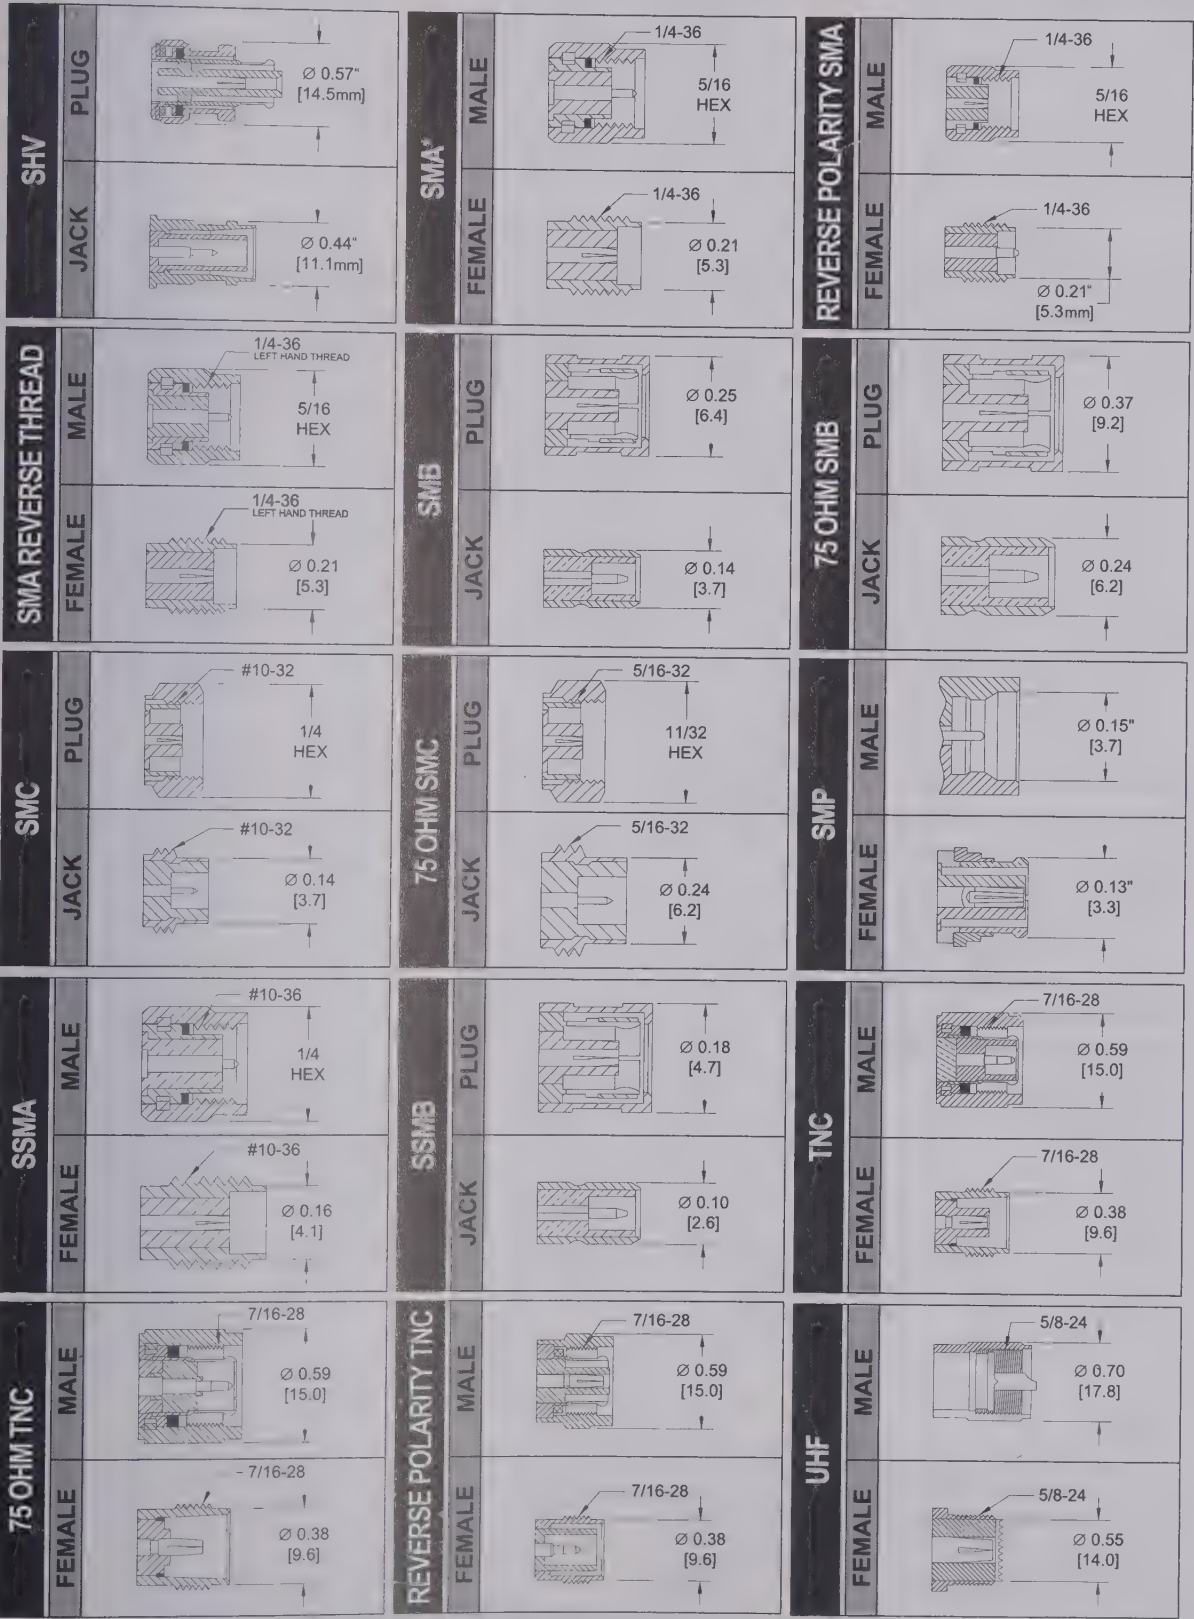 SHV
PLUG
Ø 0.57"
[14.5mm]
JACK
Ø 0.44"
[11.1mm]
SMA*
MALE
1/4-36
5/16
HEX
FEMALE
1/4-36
Ø 0.21
[5.3]
REVERSE POLARITY SMA
MALE
1/4-36
5/16
HEX
FEMALE
1/4-36
Ø 0.21"
[5.3mm]
SMA REVERSE THREAD
MALE
1/4-36
LEFT HAND THREAD
5/16
HEX
FEMALE
1/4-36
LEFT HAND THREAD
Ø 0.21
[5.3]
SMB
PLUG
Ø 0.25
[6.4]
JACK
Ø 0.14
[3.7]
75 OHM SMB
PLUG
Ø 0.37
[9.2]
JACK
Ø 0.24
[6.2]
SMC
PLUG
#10-32
1/4
HEX
JACK
#10-32
Ø 0.14
[3.7]
75 OHM SMC
PLUG
5/16-32
11/32
HEX
JACK
5/16-32
Ø 0.24
[6.2]
SMP
MALE
Ø 0.15"
[3.7]
FEMALE
Ø 0.13"
[3.3]
SSMA
MALE
#10-36
1/4
HEX
FEMALE
#10-36
Ø 0.16
[4.1]
SSMB
PLUG
Ø 0.18
[4.7]
JACK
Ø 0.10
[2.6]
TNC
MALE
7/16-28
Ø 0.59
[15.0]
FEMALE
7/16-28
Ø 0.38
[9.6]
75 OHM TNC
MALE
7/16-28
Ø 0.59
[15.0]
FEMALE
7/16-28
Ø 0.38
[9.6]
REVERSE POLARITY TNC
MALE
7/16-28
Ø 0.59
[15.0]
FEMALE
7/16-28
Ø 0.38
[9.6]
UHF
MALE
5/8-24
Ø 0.70
[17.8]
FEMALE
5/8-24
Ø 0.55
[14.0]